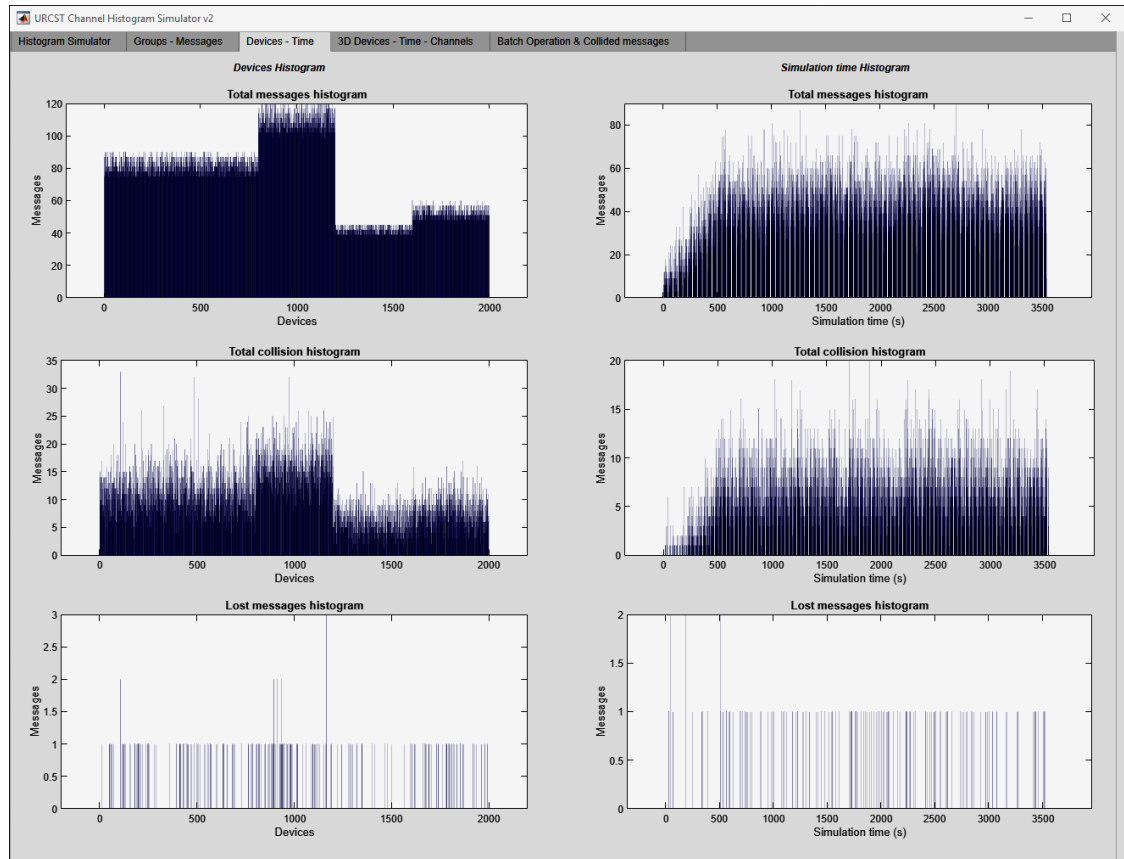 URCST Channel Histogram Simulator v2
Histogram Simulator Groups - Messages Devices - Time 3D Devices - Time - Channels Batch Operation & Collided messages
Devices Histogram
Total messages histogram
Messages
120
100
80
60
40
20
0
0 500 1000 1500 2000
Devices
Total collision histogram
Messages
35
30
25
20
15
10
5
0
0 500 1000 1500 2000
Devices
Lost messages histogram
Messages
3
2.5
2
1.5
1
0.5
0
0 500 1000 1500 2000
Devices
Simulation time Histogram
Total messages histogram
Messages
80
60
40
20
0
0 500 1000 1500 2000 2500 3000 3500
Simulation time (s)
Total collision histogram
Messages
20
15
10
5
0
0 500 1000 1500 2000 2500 3000 3500
Simulation time (s)
Lost messages histogram
Messages
2
1.5
1
0.5
0
0 500 1000 1500 2000 2500 3000 3500
Simulation time (s)